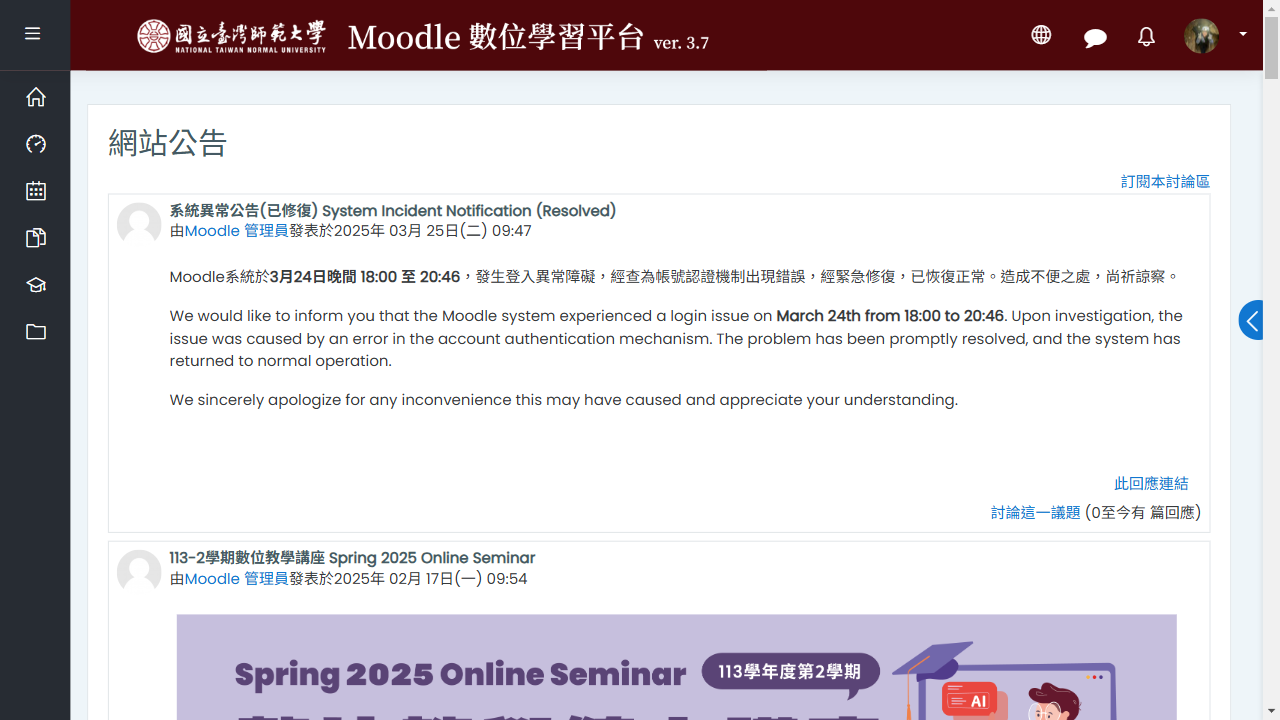 國立臺灣師範大學
NATIONAL TAIWAN NORMAL UNIVERSITY
Moodle 數位學習平台 ver. 3.7
網站公告
訂閱本討論區
系統異常公告(已修復) System Incident Notification (Resolved)
由Moodle 管理員發表於2025年 03月 25日(二) 09:47
Moodle系統於3月24日晚間 18:00 至 20:46，發生登入異常障礙，經查為帳號認證機制出現錯誤，經緊急修復，已恢復正常。造成不便之處，尚祈諒察。
We would like to inform you that the Moodle system experienced a login issue on March 24th from 18:00 to 20:46. Upon investigation, the
issue was caused by an error in the account authentication mechanism. The problem has been promptly resolved, and the system has
returned to normal operation.
We sincerely apologize for any inconvenience this may have caused and appreciate your understanding.
此回應連結
討論這一議題 (0至今有 篇回應)
113-2學期數位教學講座 Spring 2025 Online Seminar
由Moodle 管理員發表於2025年 02月 17日(一) 09:54
Spring 2025 Online Seminar
113學年度第2學期
AI